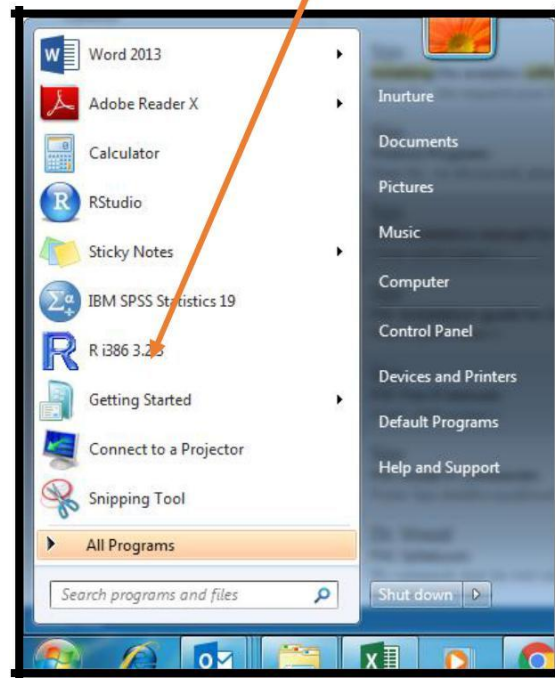 Word 2013
Adobe Reader X
Calculator
RStudio
Sticky Notes
IBM SPSS Statistics 19
R i386 3.2.3
Getting Started
Connect to a Projector
Snipping Tool
All Programs
Search programs and files
Inurture
Documents
Pictures
Music
Computer
Control Panel
Devices and Printers
Default Programs
Help and Support
Shut down